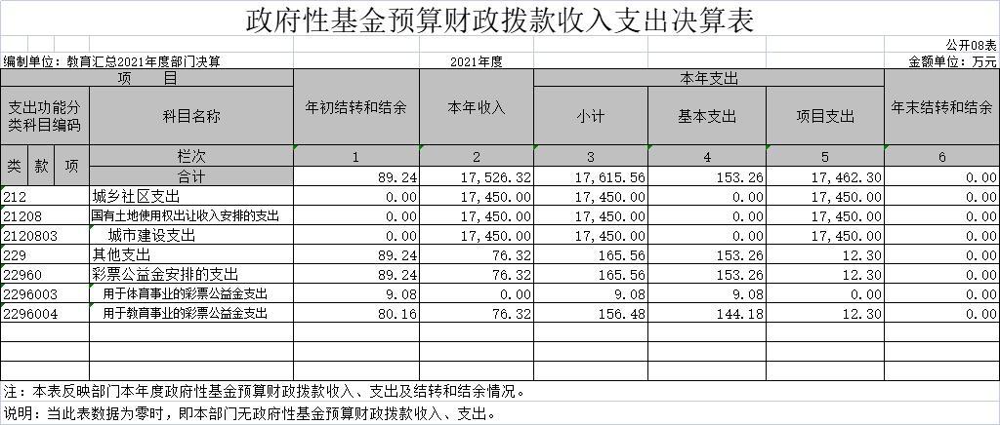 政府性基金预算财政拨款收入支出决算表
公开08表
编制单位：教育汇总2021年度部门决算 2021年度 金额单位：万元
项 目 年初结转和结余 本年收入 本年支出 年末结转和结余
支出功能分类科目编码 科目名称 小计 基本支出 项目支出
类 款 项 栏次 1 2 3 4 5 6
合计 89.24 17,526.32 17,615.56 153.26 17,462.30 0.00
212 城乡社区支出 0.00 17,450.00 17,450.00 0.00 17,450.00 0.00
21208 国有土地使用权出让收入安排的支出 0.00 17,450.00 17,450.00 0.00 17,450.00 0.00
2120803 城市建设支出 0.00 17,450.00 17,450.00 0.00 17,450.00 0.00
229 其他支出 89.24 76.32 165.56 153.26 12.30 0.00
22960 彩票公益金安排的支出 89.24 76.32 165.56 153.26 12.30 0.00
2296003 用于体育事业的彩票公益金支出 9.08 0.00 9.08 9.08 0.00 0.00
2296004 用于教育事业的彩票公益金支出 80.16 76.32 156.48 144.18 12.30 0.00
注：本表反映部门本年度政府性基金预算财政拨款收入、支出及结转和结余情况。
说明：当此表数据为零时，即本部门无政府性基金预算财政拨款收入、支出。